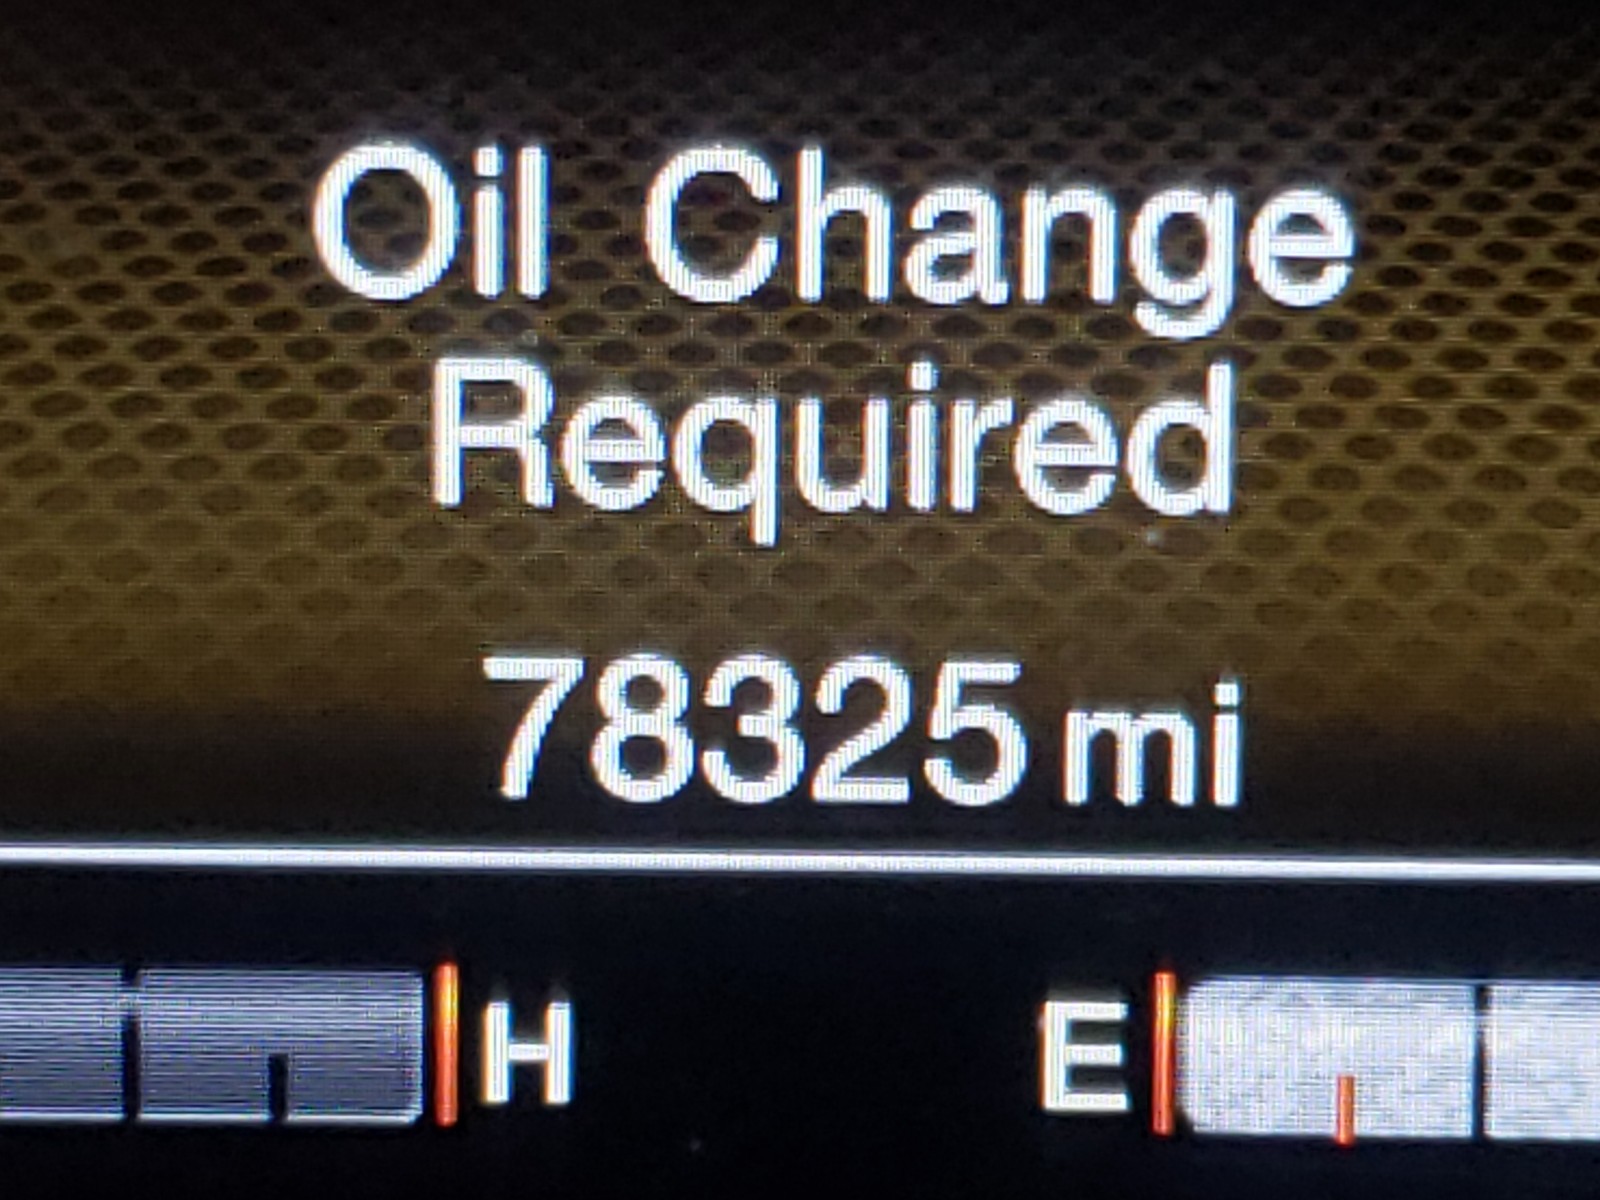 Oil Change
Required
78325 mi
H E